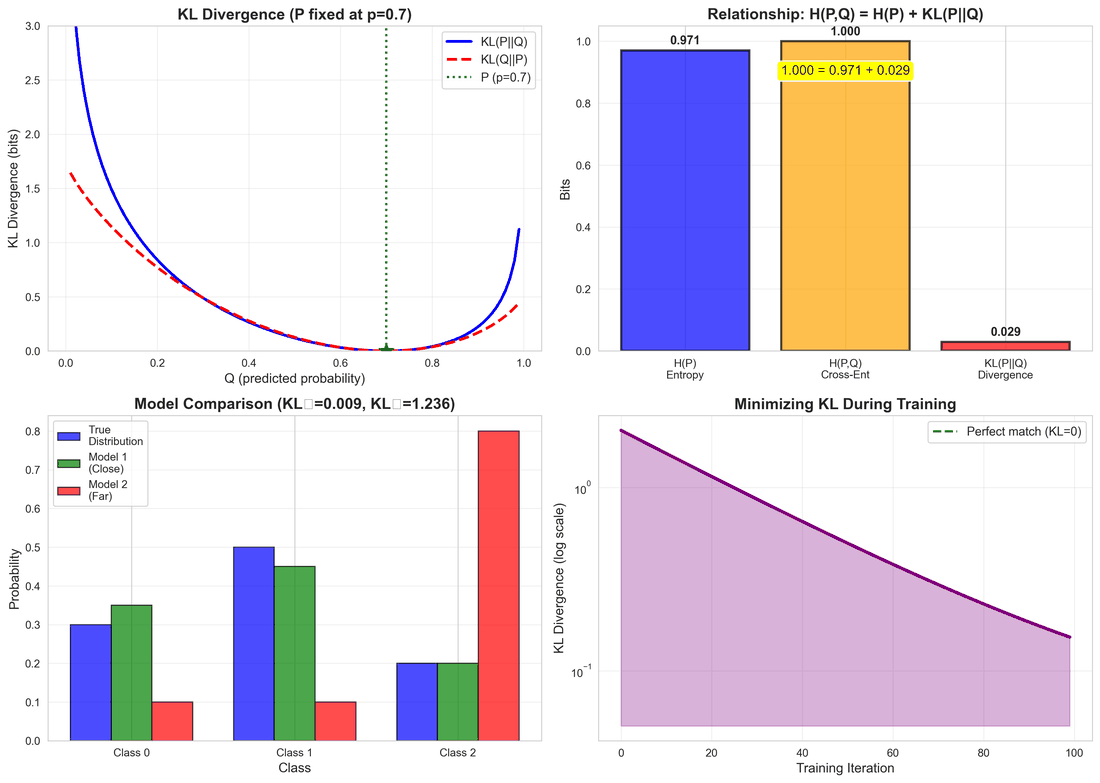 KL Divergence (P fixed at p=0.7)
KL Divergence (bits)
3.0
2.5
2.0
1.5
1.0
0.5
0.0
KL(P||Q)
KL(Q||P)
P (p=0.7)
0.0 0.2 0.4 0.6 0.8 1.0
Q (predicted probability)
Relationship: H(P,Q) = H(P) + KL(P||Q)
Bits
1.0
0.8
0.6
0.4
0.2
0.0
0.971
1.000
1.000 = 0.971 + 0.029
0.029
H(P)
Entropy
H(P,Q)
Cross-Ent
KL(P||Q)
Divergence
Model Comparison (KL□=0.009, KL□=1.236)
Probability
0.8
0.7
0.6
0.5
0.4
0.3
0.2
0.1
0.0
True
Distribution
Model 1
(Close)
Model 2
(Far)
Class 0 Class 1 Class 2
Class
Minimizing KL During Training
KL Divergence (log scale)
10⁰
10⁻¹
Perfect match (KL=0)
0 20 40 60 80 100
Training Iteration